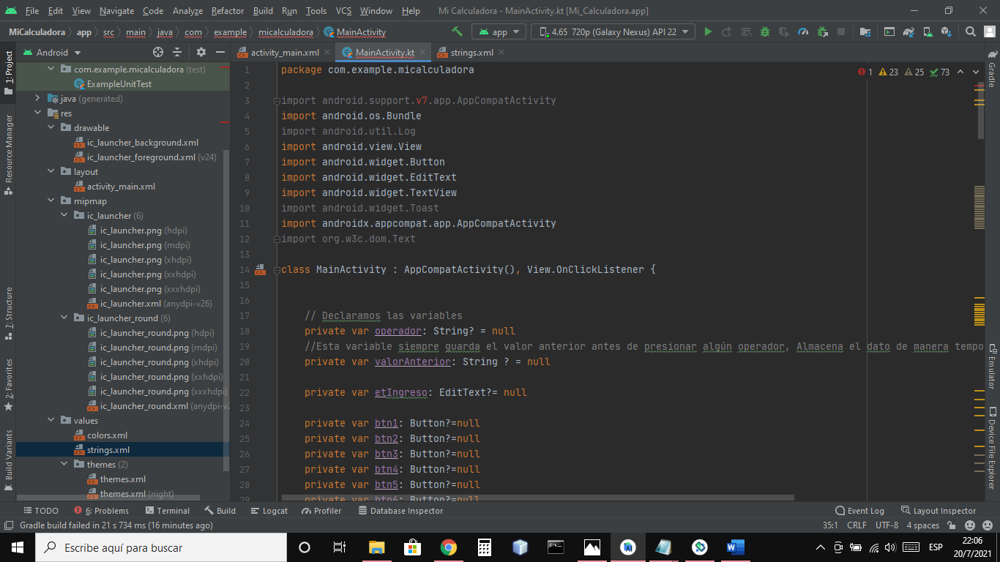 File Edit View Navigate Code Analyze Refactor Build Run Tools VCS Window Help Mi Calculadora - MainActivity.kt [Mi_Calculadora.app]
MiCalculadora app src main java com example micalculadora MainActivity app 4.65 720p (Galaxy Nexus) API 22
Android
activity_main.xml MainActivity.kt strings.xml
1: Project
Resource Manager
7: Structure
2: Favorites
Build Variants
com.example.micalculadora (test)
ExampleUnitTest
java (generated)
res
drawable
ic_launcher_background.xml
ic_launcher_foreground.xml (v24)
layout
activity_main.xml
mipmap
ic_launcher (6)
ic_launcher.png (hdpi)
ic_launcher.png (mdpi)
ic_launcher.png (xhdpi)
ic_launcher.png (xxhdpi)
ic_launcher.png (xxxhdpi)
ic_launcher.xml (anydpi-v26)
ic_launcher_round (6)
ic_launcher_round.png (hdpi)
ic_launcher_round.png (mdpi)
ic_launcher_round.png (xhdpi)
ic_launcher_round.png (xxhdpi)
ic_launcher_round.png (xxxhdpi)
ic_launcher_round.xml (anydpi-v2
values
colors.xml
strings.xml
themes (2)
themes.xml
themes.xml (night)
1 package com.example.micalculadora
2
3 import android.support.v7.app.AppCompatActivity
4 import android.os.Bundle
5 import android.util.Log
6 import android.view.View
7 import android.widget.Button
8 import android.widget.EditText
9 import android.widget.TextView
10 import android.widget.Toast
11 import androidx.appcompat.app.AppCompatActivity
12 import org.w3c.dom.Text
13
14 class MainActivity : AppCompatActivity(), View.OnClickListener {
15
16
17 // Declaramos las variables
18 private var operador: String? = null
19 //Esta variable siempre guarda el valor anterior antes de presionar algún operador, Almacena el dato de manera tempo
20 private var valorAnterior: String ? = null
21
22 private var etIngreso: EditText?= null
23
24 private var btn1: Button?=null
25 private var btn2: Button?=null
26 private var btn3: Button?=null
27 private var btn4: Button?=null
28 private var btn5: Button?=null
29 private var btn6: Button?=null
1 23 25 73
Gradle
Emulator
Device File Explorer
TODO 6: Problems Terminal Build Logcat Profiler Database Inspector Event Log Layout Inspector
Gradle build failed in 21 s 734 ms (16 minutes ago) 35:1 CRLF UTF-8 4 spaces
Escribe aquí para buscar
ESP
22:06
20/7/2021